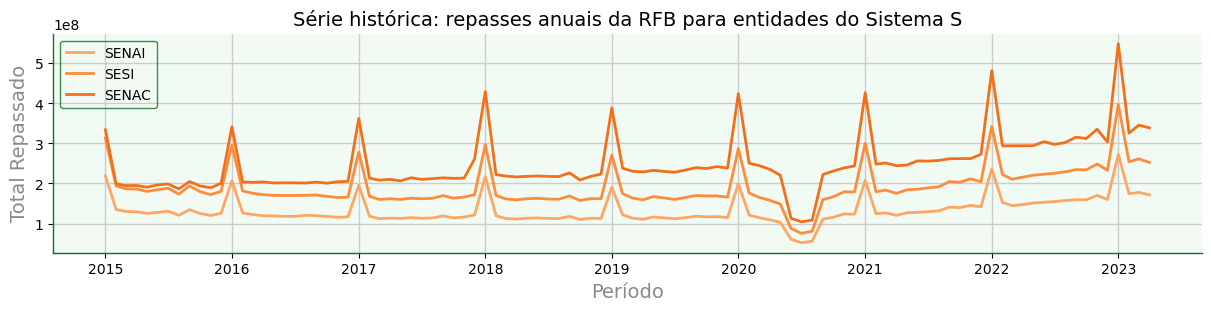 Série histórica: repasses anuais da RFB para entidades do Sistema S
1e8
SENAI
SESI
SENAC
Total Repassado
5
4
3
2
1
2015 2016 2017 2018 2019 2020 2021 2022 2023
Período